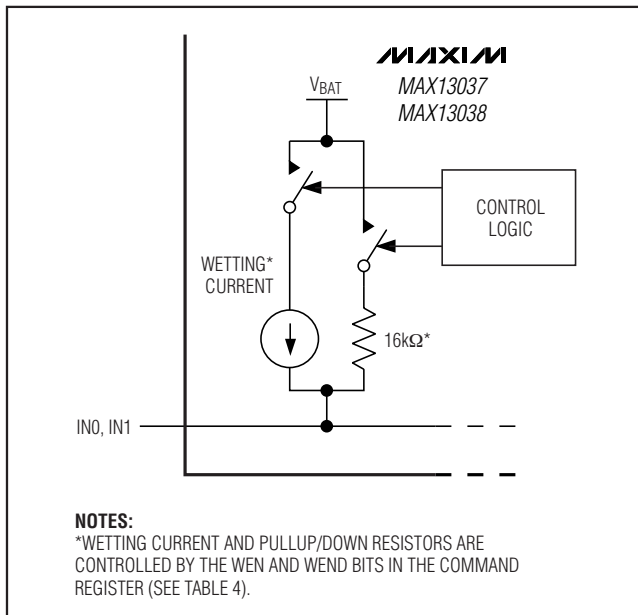 MAXIM
MAX13037
MAX13038
VBAT
CONTROL
LOGIC
WETTING*
CURRENT
16kΩ*
IN0, IN1
NOTES:
*WETTING CURRENT AND PULLUP/DOWN RESISTORS ARE
CONTROLLED BY THE WEN AND WEND BITS IN THE COMMAND
REGISTER (SEE TABLE 4).